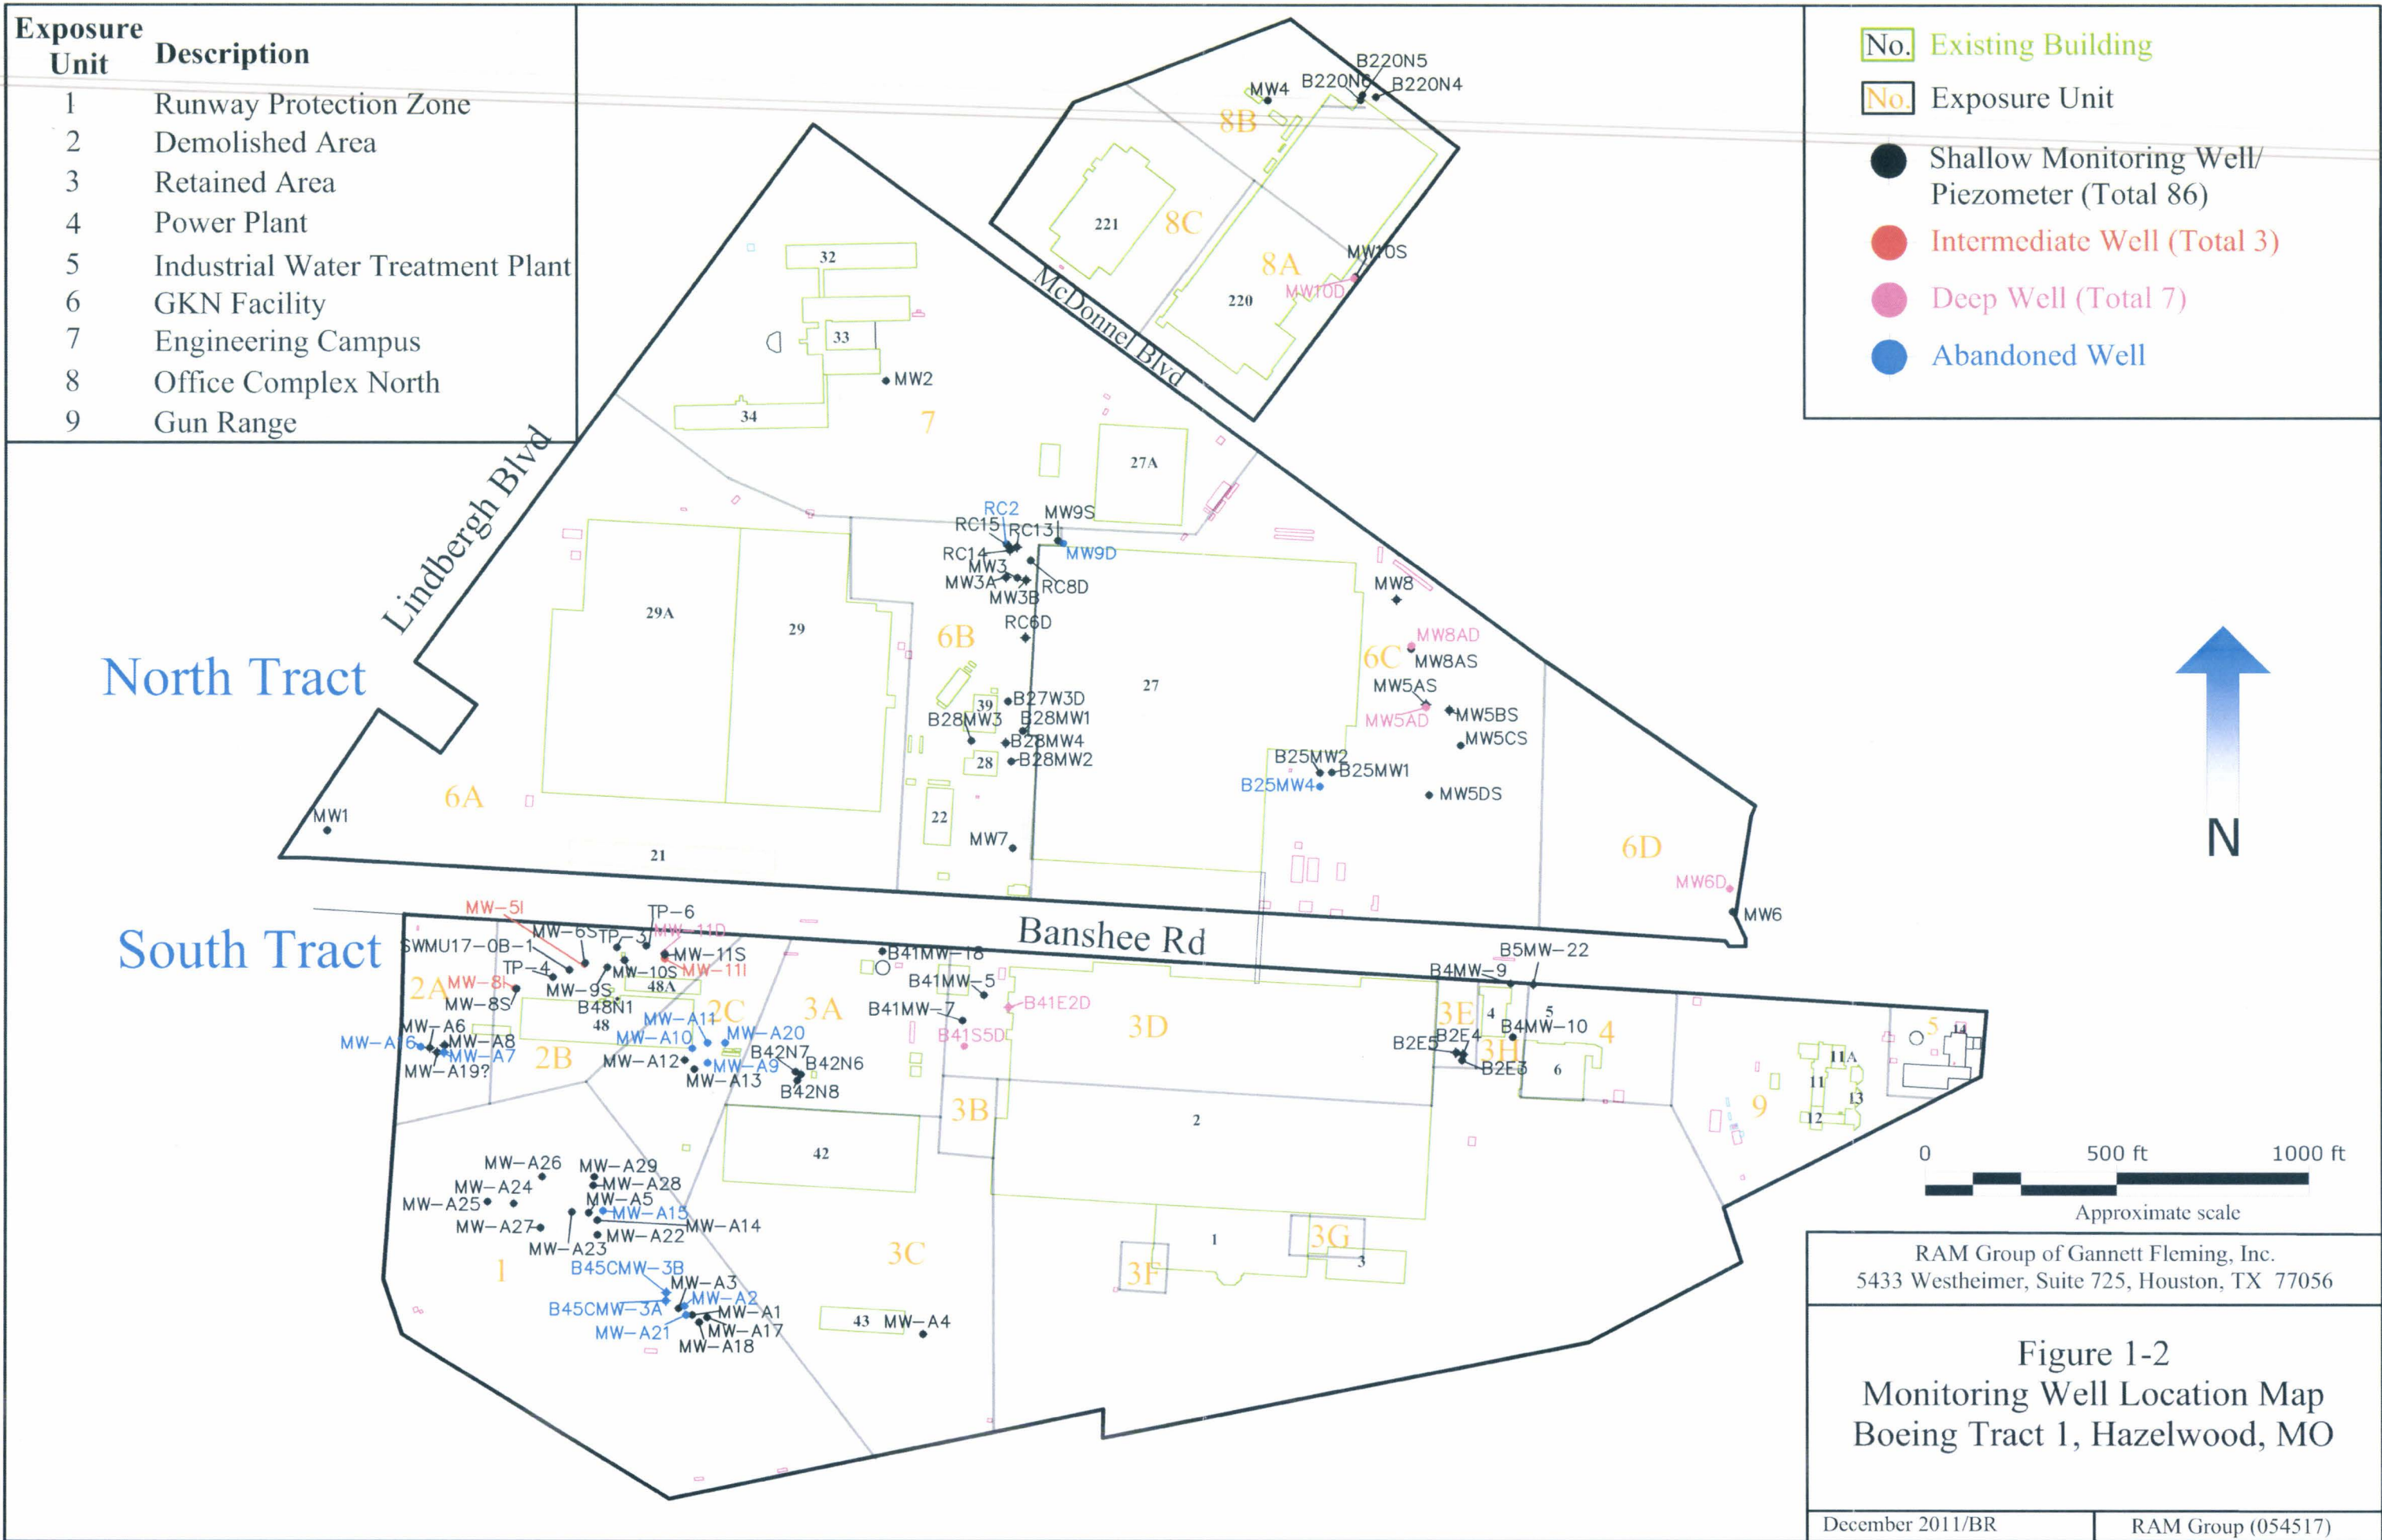 Exposure Unit Description
1 Runway Protection Zone
2 Demolished Area
3 Retained Area
4 Power Plant
5 Industrial Water Treatment Plant
6 GKN Facility
7 Engineering Campus
8 Office Complex North
9 Gun Range
No. Existing Building
No. Exposure Unit
Shallow Monitoring Well/
Piezometer (Total 86)
Intermediate Well (Total 3)
Deep Well (Total 7)
Abandoned Well
B220N5
B220N6
B220N4
MW4
8B
221
8C
8A
MW10S
MW10D
220
McDonnel Blvd
32
33
MW2
34
7
27A
Lindbergh Blvd
RC2
MW9S
RC15
RC13
RC14
MW9D
MW3
MW3A
RC8D
MW3B
MW8
29A
29
RC6D
6B
North Tract
MW8AD
6C
MW8AS
27
MW5AS
B27W3D
39
B28MW3
B28MW1
MW5AD
MW5BS
B28MW4
MW5CS
28
B28MW2
B25MW2
B25MW1
B25MW4
MW5DS
6A
MW1
22
MW7
21
6D
MW6D
MW6
N
Banshee Rd
South Tract
MW-5I
TP-6
MW-6S
TP-3
MW-11D
SWMU17-0B-1
MW-11S
TP-4
MW-10S
MW-11I
2A
MW-8I
MW-9S
48A
MW-8S
B48N1
48
2C
MW-A11
MW-A6
MW-A8
MW-A16
MW-A7
MW-A10
MW-A20
MW-A19?
2B
MW-A12
MW-A9
MW-A13
B42N7
B42N6
B42N8
3A
B41MW-18
B41MW-5
B41MW-7
B41E2D
B41S5D
3D
3B
2
B5MW-22
B4MW-9
3E
4
5
B4MW-10
4
B2E4
B2E5
3H
B2E3
6
5
14
11A
11
13
12
9
42
MW-A26
MW-A29
MW-A24
MW-A28
MW-A25
MW-A5
MW-A15
MW-A27
MW-A14
MW-A22
MW-A23
1
B45CMW-3B
MW-A3
MW-A2
B45CMW-3A
MW-A1
MW-A21
MW-A17
MW-A18
3C
43
MW-A4
3F
1
3G
3
0 500 ft 1000 ft
Approximate scale
RAM Group of Gannett Fleming, Inc.
5433 Westheimer, Suite 725, Houston, TX 77056
Figure 1-2
Monitoring Well Location Map
Boeing Tract 1, Hazelwood, MO
December 2011/BR RAM Group (054517)